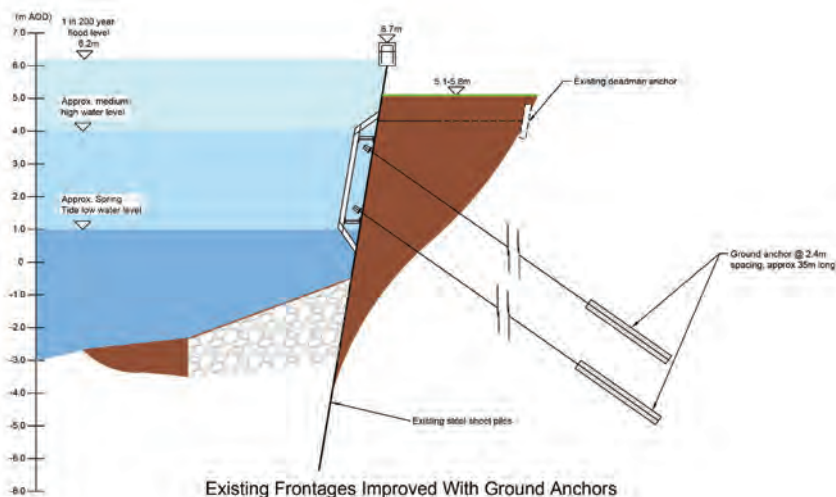 (m AOD)
7.0
6.0
5.0
4.0
3.0
2.0
1.0
0
-1.0
-2.0
-3.0
-4.0
-5.0
-6.0
-8.0
1 in 200 year
flood level
6.2m
Approx. medium
high water level
Approx. Spring
Tide low water level
6.7m
5.1-5.6m
Existing deadman anchor
Ground anchor @ 2.4m
spacing, approx 35m long
Existing steel sheet piles
Existing Frontages Improved With Ground Anchors